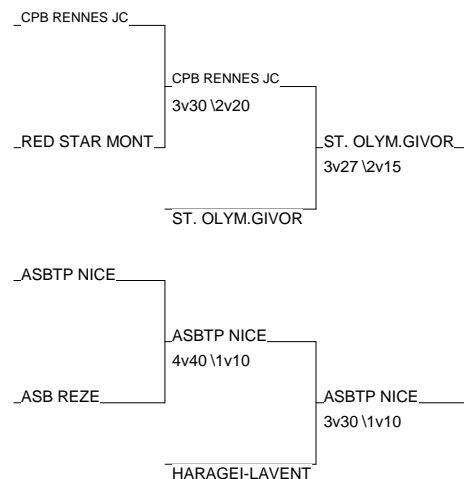 CPB RENNES JC
CPB RENNES JC
3v30 \2v20
RED STAR MONT
ST. OLYM.GIVOR
3v27 \2v15
ST. OLYM.GIVOR
ASBTP NICE
ASBTP NICE
4v40 \1v10
ASB REZE
ASBTP NICE
3v30 \1v10
HARAGEI-LAVENT